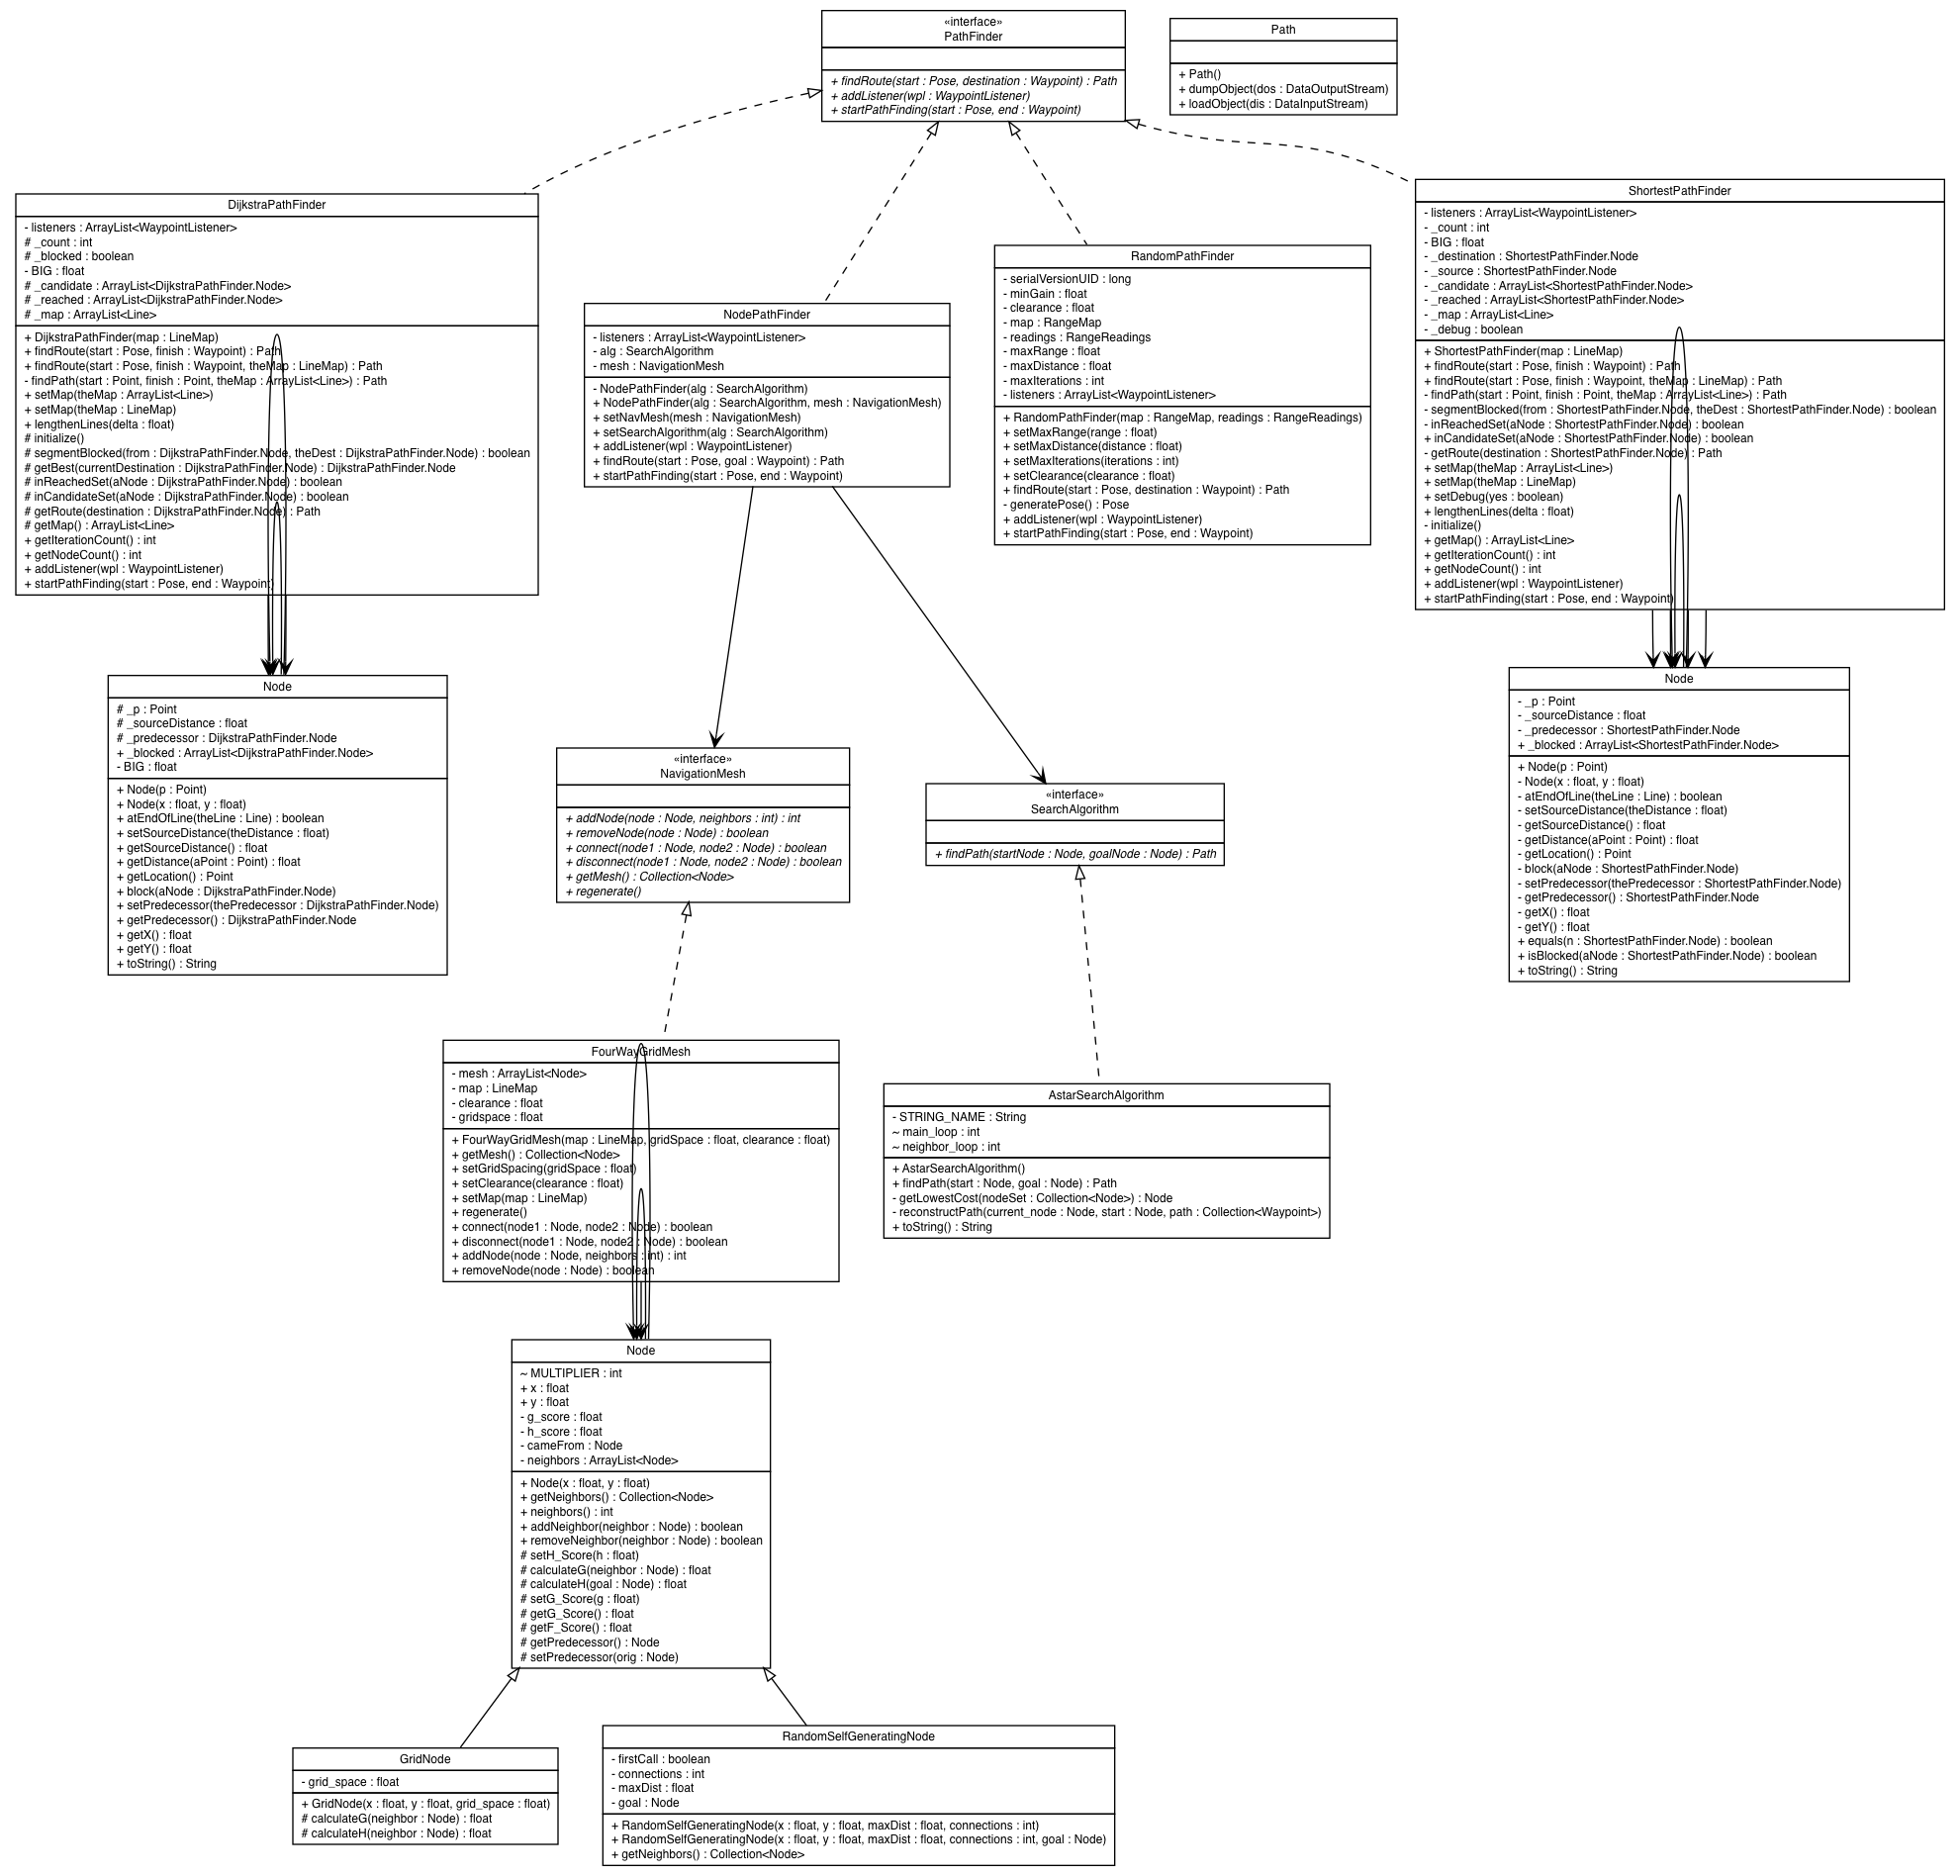 «interface»
PathFinder
+ findRoute(start : Pose, destination : Waypoint) : Path
+ addListener(wpl : WaypointListener)
+ startPathFinding(start : Pose, end : Waypoint)
Path
+ Path()
+ dumpObject(dos : DataOutputStream)
+ loadObject(dis : DataInputStream)
DijkstraPathFinder
- listeners : ArrayList<WaypointListener>
# _count : int
# _blocked : boolean
- BIG : float
# _candidate : ArrayList<DijkstraPathFinder.Node>
# _reached : ArrayList<DijkstraPathFinder.Node>
# _map : ArrayList<Line>
+ DijkstraPathFinder(map : LineMap)
+ findRoute(start : Pose, finish : Waypoint) : Path
+ findRoute(start : Pose, finish : Waypoint, theMap : LineMap) : Path
- findPath(start : Point, finish : Point, theMap : ArrayList<Line>) : Path
+ setMap(theMap : ArrayList<Line>)
+ setMap(theMap : LineMap)
+ lengthenLines(delta : float)
# initialize()
# segmentBlocked(from : DijkstraPathFinder.Node, theDest : DijkstraPathFinder.Node) : boolean
# getBest(currentDestination : DijkstraPathFinder.Node) : DijkstraPathFinder.Node
# inReachedSet(aNode : DijkstraPathFinder.Node) : boolean
# inCandidateSet(aNode : DijkstraPathFinder.Node) : boolean
# getRoute(destination : DijkstraPathFinder.Node) : Path
# getMap() : ArrayList<Line>
+ getIterationCount() : int
+ getNodeCount() : int
+ addListener(wpl : WaypointListener)
+ startPathFinding(start : Pose, end : Waypoint)
NodePathFinder
- listeners : ArrayList<WaypointListener>
- alg : SearchAlgorithm
- mesh : NavigationMesh
- NodePathFinder(alg : SearchAlgorithm)
+ NodePathFinder(alg : SearchAlgorithm, mesh : NavigationMesh)
+ setNavMesh(mesh : NavigationMesh)
+ setSearchAlgorithm(alg : SearchAlgorithm)
+ addListener(wpl : WaypointListener)
+ findRoute(start : Pose, goal : Waypoint) : Path
+ startPathFinding(start : Pose, end : Waypoint)
RandomPathFinder
- serialVersionUID : long
- minGain : float
- clearance : float
- map : RangeMap
- readings : RangeReadings
- maxRange : float
- maxDistance : float
- maxIterations : int
- listeners : ArrayList<WaypointListener>
+ RandomPathFinder(map : RangeMap, readings : RangeReadings)
+ setMaxRange(range : float)
+ setMaxDistance(distance : float)
+ setMaxIterations(iterations : int)
+ setClearance(clearance : float)
+ findRoute(start : Pose, destination : Waypoint) : Path
- generatePose() : Pose
+ addListener(wpl : WaypointListener)
+ startPathFinding(start : Pose, end : Waypoint)
ShortestPathFinder
- listeners : ArrayList<WaypointListener>
- _count : int
- BIG : float
- _destination : ShortestPathFinder.Node
- _source : ShortestPathFinder.Node
- _candidate : ArrayList<ShortestPathFinder.Node>
- _reached : ArrayList<ShortestPathFinder.Node>
- _map : ArrayList<Line>
- _debug : boolean
+ ShortestPathFinder(map : LineMap)
+ findRoute(start : Pose, finish : Waypoint) : Path
+ findRoute(start : Pose, finish : Waypoint, theMap : LineMap) : Path
- findPath(start : Point, finish : Point, theMap : ArrayList<Line>) : Path
- segmentBlocked(from : ShortestPathFinder.Node, theDest : ShortestPathFinder.Node) : boolean
- inReachedSet(aNode : ShortestPathFinder.Node) : boolean
+ inCandidateSet(aNode : ShortestPathFinder.Node) : boolean
- getRoute(destination : ShortestPathFinder.Node) : Path
+ setMap(theMap : ArrayList<Line>)
+ setMap(theMap : LineMap)
+ setDebug(yes : boolean)
+ lengthenLines(delta : float)
- initialize()
+ getMap() : ArrayList<Line>
+ getIterationCount() : int
+ getNodeCount() : int
+ addListener(wpl : WaypointListener)
+ startPathFinding(start : Pose, end : Waypoint)
Node
# _p : Point
# _sourceDistance : float
# _predecessor : DijkstraPathFinder.Node
+ _blocked : ArrayList<DijkstraPathFinder.Node>
- BIG : float
+ Node(p : Point)
+ Node(x : float, y : float)
+ atEndOfLine(theLine : Line) : boolean
+ setSourceDistance(theDistance : float)
+ getSourceDistance() : float
+ getDistance(aPoint : Point) : float
+ getLocation() : Point
+ block(aNode : DijkstraPathFinder.Node)
+ setPredecessor(thePredecessor : DijkstraPathFinder.Node)
+ getPredecessor() : DijkstraPathFinder.Node
+ getX() : float
+ getY() : float
+ toString() : String
«interface»
NavigationMesh
+ addNode(node : Node, neighbors : int) : int
+ removeNode(node : Node) : boolean
+ connect(node1 : Node, node2 : Node) : boolean
+ disconnect(node1 : Node, node2 : Node) : boolean
+ getMesh() : Collection<Node>
+ regenerate()
«interface»
SearchAlgorithm
+ findPath(startNode : Node, goalNode : Node) : Path
Node
- _p : Point
- _sourceDistance : float
- _predecessor : ShortestPathFinder.Node
+ _blocked : ArrayList<ShortestPathFinder.Node>
+ Node(p : Point)
- Node(x : float, y : float)
- atEndOfLine(theLine : Line) : boolean
- setSourceDistance(theDistance : float)
- getSourceDistance() : float
- getDistance(aPoint : Point) : float
- getLocation() : Point
- block(aNode : ShortestPathFinder.Node)
- setPredecessor(thePredecessor : ShortestPathFinder.Node)
- getPredecessor() : ShortestPathFinder.Node
- getX() : float
- getY() : float
+ equals(n : ShortestPathFinder.Node) : boolean
+ isBlocked(aNode : ShortestPathFinder.Node) : boolean
+ toString() : String
FourWayGridMesh
- mesh : ArrayList<Node>
- map : LineMap
- clearance : float
- gridspace : float
+ FourWayGridMesh(map : LineMap, gridSpace : float, clearance : float)
+ getMesh() : Collection<Node>
+ setGridSpacing(gridSpace : float)
+ setClearance(clearance : float)
+ setMap(map : LineMap)
+ regenerate()
+ connect(node1 : Node, node2 : Node) : boolean
+ disconnect(node1 : Node, node2 : Node) : boolean
+ addNode(node : Node, neighbors : int) : int
+ removeNode(node : Node) : boolean
AstarSearchAlgorithm
- STRING_NAME : String
~ main_loop : int
~ neighbor_loop : int
+ AstarSearchAlgorithm()
+ findPath(start : Node, goal : Node) : Path
- getLowestCost(nodeSet : Collection<Node>) : Node
- reconstructPath(current_node : Node, start : Node, path : Collection<Waypoint>)
+ toString() : String
Node
~ MULTIPLIER : int
+ x : float
+ y : float
- g_score : float
- h_score : float
- cameFrom : Node
- neighbors : ArrayList<Node>
+ Node(x : float, y : float)
+ getNeighbors() : Collection<Node>
+ neighbors() : int
+ addNeighbor(neighbor : Node) : boolean
+ removeNeighbor(neighbor : Node) : boolean
# setH_Score(h : float)
# calculateG(neighbor : Node) : float
# calculateH(goal : Node) : float
# setG_Score(g : float)
# getG_Score() : float
# getF_Score() : float
# getPredecessor() : Node
# setPredecessor(orig : Node)
GridNode
- grid_space : float
+ GridNode(x : float, y : float, grid_space : float)
# calculateG(neighbor : Node) : float
# calculateH(neighbor : Node) : float
RandomSelfGeneratingNode
- firstCall : boolean
- connections : int
- maxDist : float
- goal : Node
+ RandomSelfGeneratingNode(x : float, y : float, maxDist : float, connections : int)
+ RandomSelfGeneratingNode(x : float, y : float, maxDist : float, connections : int, goal : Node)
+ getNeighbors() : Collection<Node>